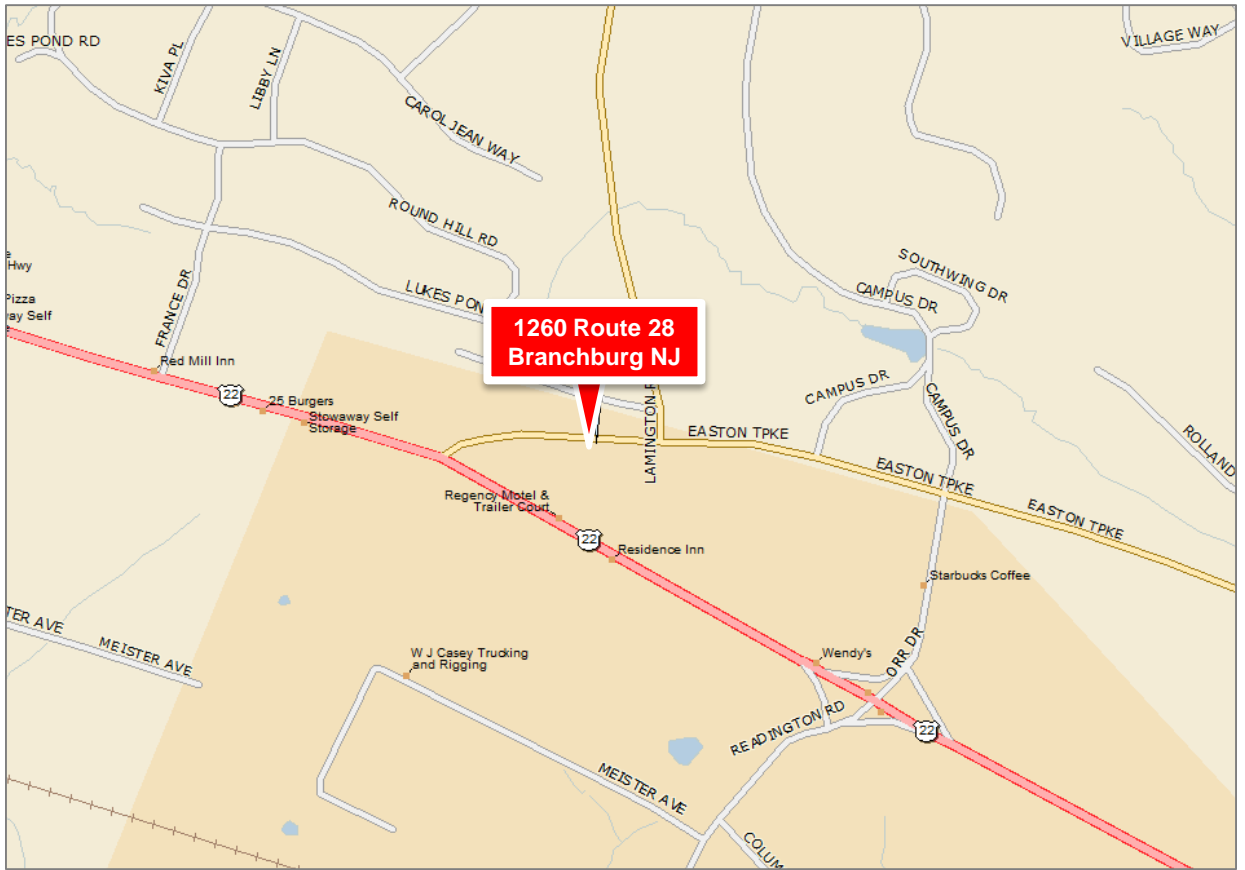 ES POND RD
KIVA PL
LIBBY LN
VILLAGE WAY
CAROL JEAN WAY
ROUND HILL RD
Hwy
Pizza
ay Self
FRANCE DR
LUKES PON
SOUTHWING DR
CAMPUS DR
1260 Route 28
Branchburg NJ
Red Mill Inn
22
25 Burgers
Stowaway Self
Storage
LAMINGTON R
EASTON TPKE
CAMPUS DR
CAMPUS DR
ROLLAND
EASTON TPKE
EASTON TPKE
Regency Motel &
Trailer Court
22
Residence Inn
Starbucks Coffee
TER AVE
MEISTER AVE
W J Casey Trucking
and Rigging
Wendy's
ORR DR
READINGTON RD
22
MEISTER AVE
COLUM